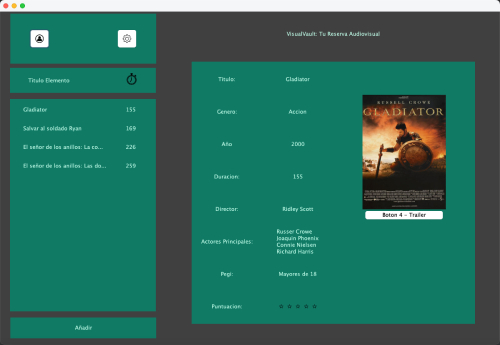 VisualVault: Tu Reserva Audiovisual
Titulo Elemento
Gladiator 155
Salvar al soldado Ryan 169
El señor de los anillos: La co... 226
El señor de los anillos: Las do... 259
Añadir
Titulo: Gladiator
Genero: Accion
Año 2000
Duracion: 155
Director: Ridley Scott
Actores Principales: Russer Crowe
Joaquin Phoenix
Connie Nielsen
Richard Harris
Pegi: Mayores de 18
Puntuacion:
RUSSELL CROWE
GLADIATOR
Boton 4 - Trailer